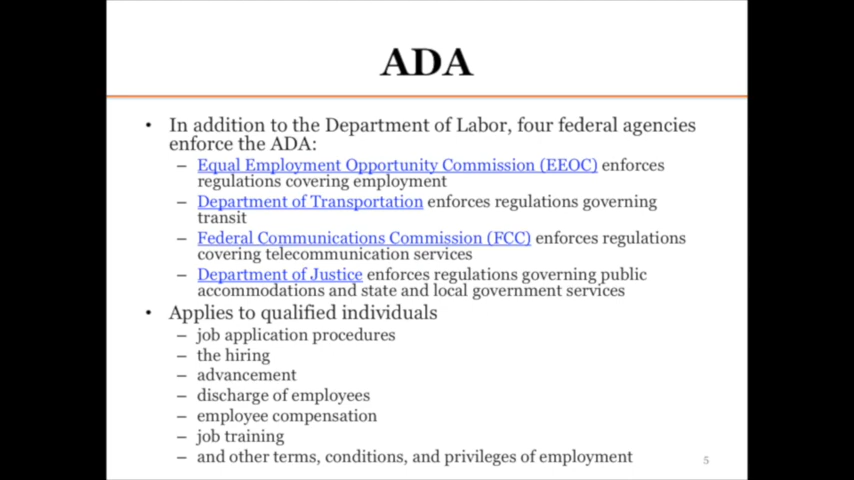 ADA
• In addition to the Department of Labor, four federal agencies
enforce the ADA:
– Equal Employment Opportunity Commission (EEOC) enforces
regulations covering employment
– Department of Transportation enforces regulations governing
transit
– Federal Communications Commission (FCC) enforces regulations
covering telecommunication services
– Department of Justice enforces regulations governing public
accommodations and state and local government services
• Applies to qualified individuals
– job application procedures
– the hiring
– advancement
– discharge of employees
– employee compensation
– job training
– and other terms, conditions, and privileges of employment
5